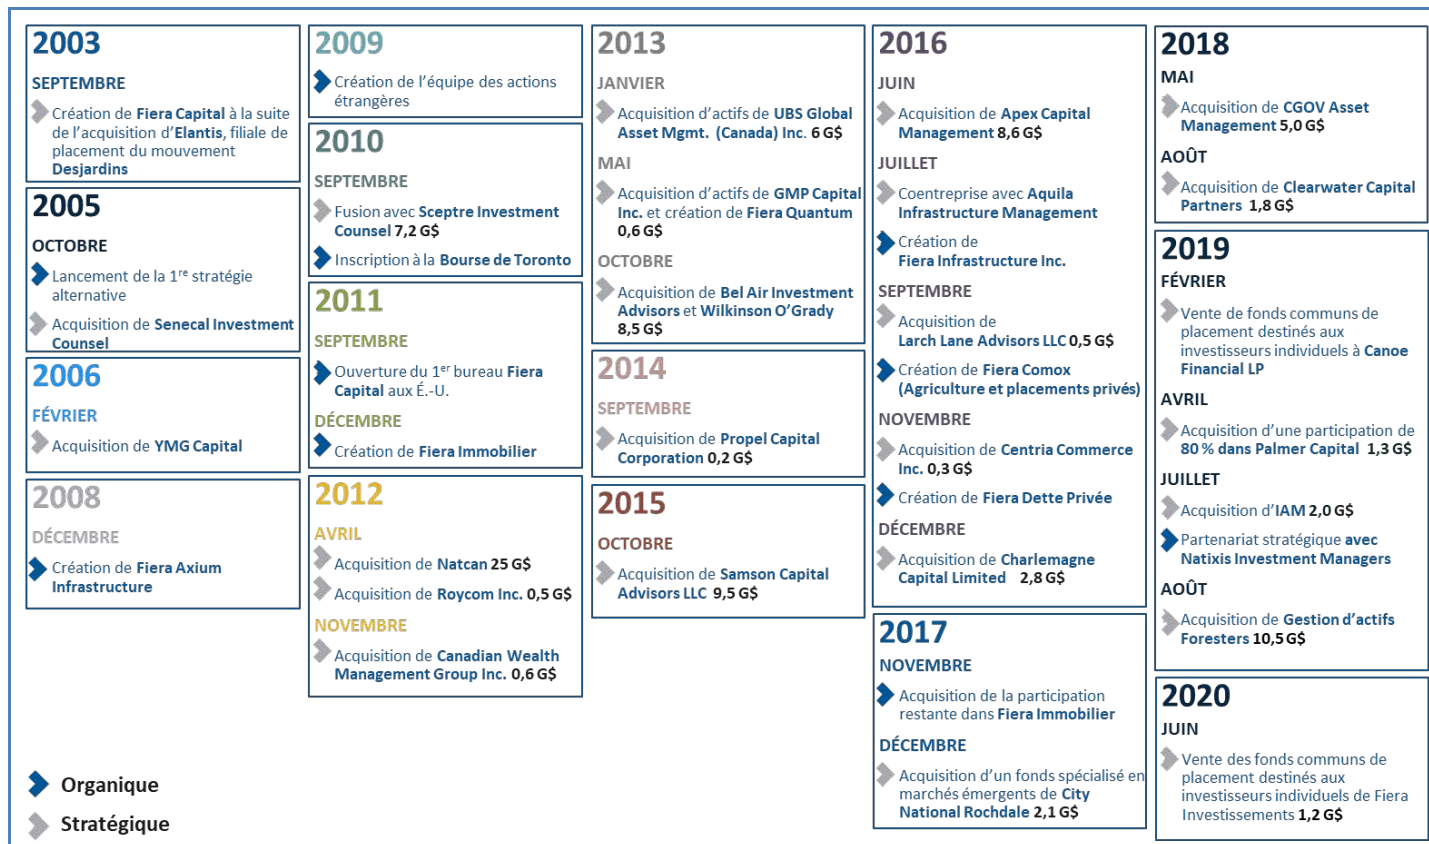 2003
SEPTEMBRE
Création de Fiera Capital à la suite
de l'acquisition d'Elantis, filiale de
placement du mouvement
Desjardins
2005
OCTOBRE
Lancement de la 1re stratégie
alternative
Acquisition de Senecal Investment
Counsel
2006
FÉVRIER
Acquisition de YMG Capital
2008
DÉCEMBRE
Création de Fiera Axium
Infrastructure
2009
Création de l'équipe des actions
étrangères
2010
SEPTEMBRE
Fusion avec Sceptre Investment
Counsel 7,2 G$
Inscription à la Bourse de Toronto
2011
SEPTEMBRE
Ouverture du 1er bureau Fiera
Capital aux É.-U.
DÉCEMBRE
Création de Fiera Immobilier
2012
AVRIL
Acquisition de Natcan 25 G$
Acquisition de Roycom Inc. 0,5 G$
NOVEMBRE
Acquisition de Canadian Wealth
Management Group Inc. 0,6 G$
2013
JANVIER
Acquisition d'actifs de UBS Global
Asset Mgmt. (Canada) Inc. 6 G$
MAI
Acquisition d'actifs de GMP Capital
Inc. et création de Fiera Quantum
0,6 G$
OCTOBRE
Acquisition de Bel Air Investment
Advisors et Wilkinson O'Grady
8,5 G$
2014
SEPTEMBRE
Acquisition de Propel Capital
Corporation 0,2 G$
2015
OCTOBRE
Acquisition de Samson Capital
Advisors LLC 9,5 G$
2016
JUIN
Acquisition de Apex Capital
Management 8,6 G$
JUILLET
Coentreprise avec Aquila
Infrastructure Management
Création de
Fiera Infrastructure Inc.
SEPTEMBRE
Acquisition de
Larch Lane Advisors LLC 0,5 G$
Création de Fiera Comox
(Agriculture et placements privés)
NOVEMBRE
Acquisition de Centria Commerce
Inc. 0,3 G$
Création de Fiera Dette Privée
DÉCEMBRE
Acquisition de Charlemagne
Capital Limited 2,8 G$
2017
NOVEMBRE
Acquisition de la participation
restante dans Fiera Immobilier
DÉCEMBRE
Acquisition d'un fonds spécialisé en
marchés émergents de City
National Rochdale 2,1 G$
2018
MAI
Acquisition de CGOV Asset
Management 5,0 G$
AOÛT
Acquisition de Clearwater Capital
Partners 1,8 G$
2019
FÉVRIER
Vente de fonds communs de
placement destinés aux
investisseurs individuels à Canoe
Financial LP
AVRIL
Acquisition d'une participation de
80 % dans Palmer Capital 1,3 G$
JUILLET
Acquisition d'IAM 2,0 G$
Partenariat stratégique avec
Natixis Investment Managers
AOÛT
Acquisition de Gestion d'actifs
Foresters 10,5 G$
2020
JUIN
Vente des fonds communs de
placement destinés aux
investisseurs individuels de Fiera
Investissements 1,2 G$
Organique
Stratégique